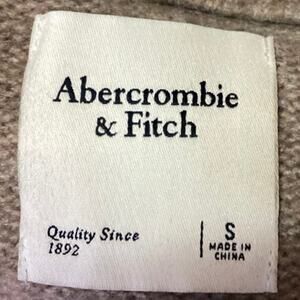 Abercrombie
& Fitch
Quality Since
1892
S
MADE IN
CHINA